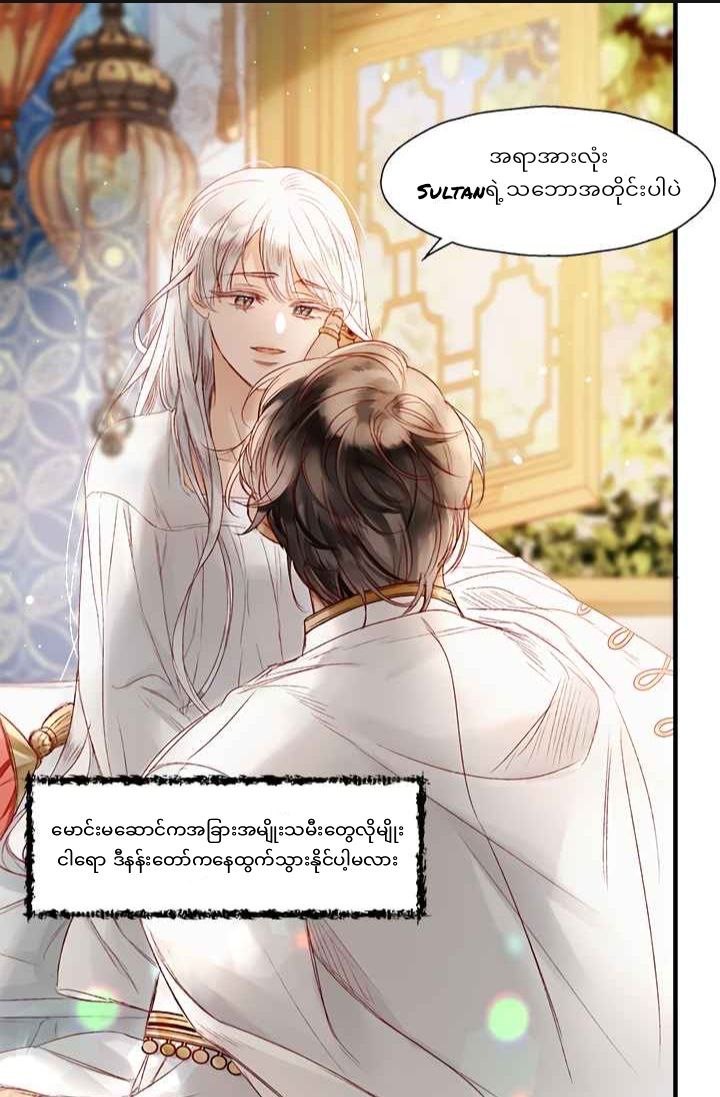 အရာအားလုံး
SULTANရဲ့သဘောအတိုင်းပါပဲ
မောင်းမဆောင်ကအခြားအမျိုးသမီးတွေလိုမျိုး
ငါရော ဒီနန်းတော်ကနေထွက်သွားနိုင်ပါ့မလား